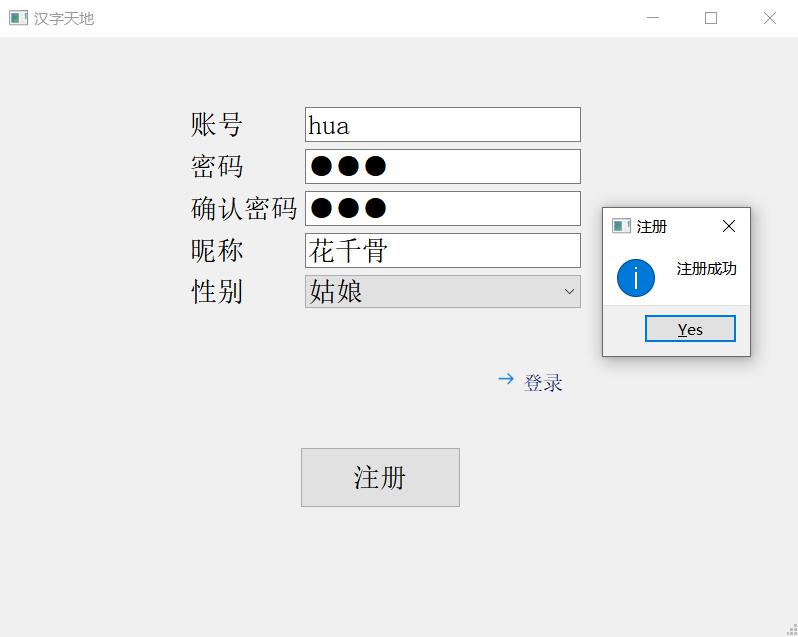 汉字天地
账号 hua
密码 ●●●
确认密码 ●●●
昵称 花千骨
性别 姑娘
登录
注册
注册
注册成功
Yes